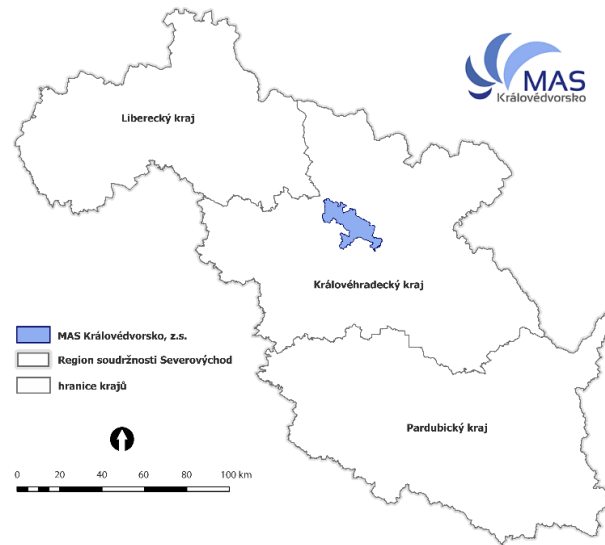 MAS
Královédvorsko
Liberecký kraj
Královéhradecký kraj
MAS Královédvorsko, z.s.
Region soudržnosti Severovýchod
hranice krajů
Pardubický kraj
0 20 40 60 80 100 km